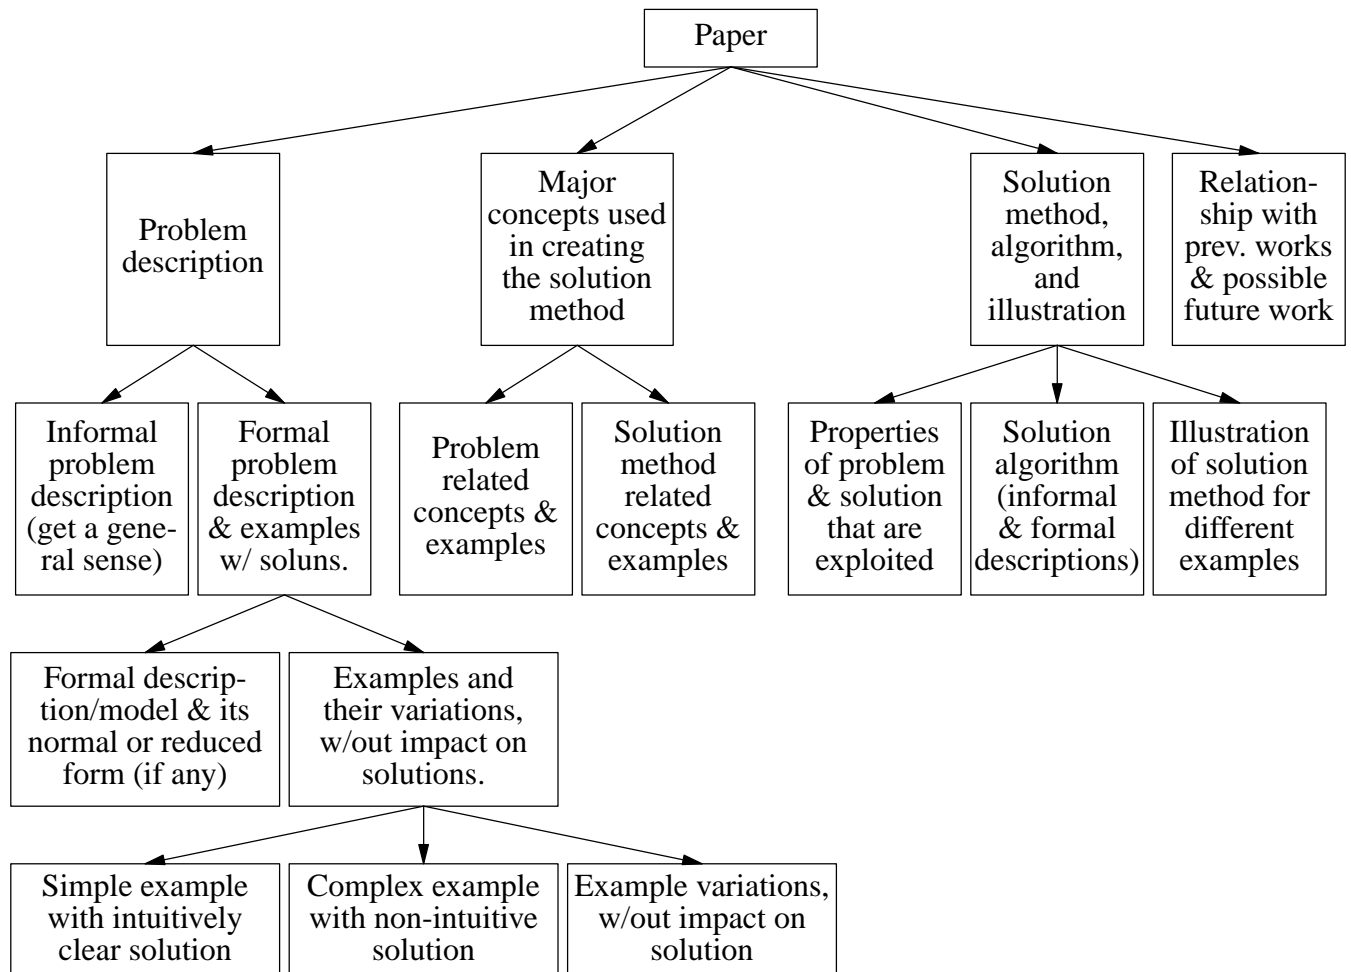 Paper
Problem
description
Major
concepts used
in creating
the solution
method
Solution
method,
algorithm,
and
illustration
Relation-
ship with
prev. works
& possible
future work
Informal
problem
description
(get a gene-
ral sense)
Formal
problem
description
& examples
w/ soluns.
Problem
related
concepts &
examples
Solution
method
related
concepts &
examples
Properties
of problem
& solution
that are
exploited
Solution
algorithm
(informal
& formal
descriptions)
Illustration
of solution
method for
different
examples
Formal descrip-
tion/model & its
normal or reduced
form (if any)
Examples and
their variations,
w/out impact on
solutions.
Simple example
with intuitively
clear solution
Complex example
with non-intuitive
solution
Example variations,
w/out impact on
solution